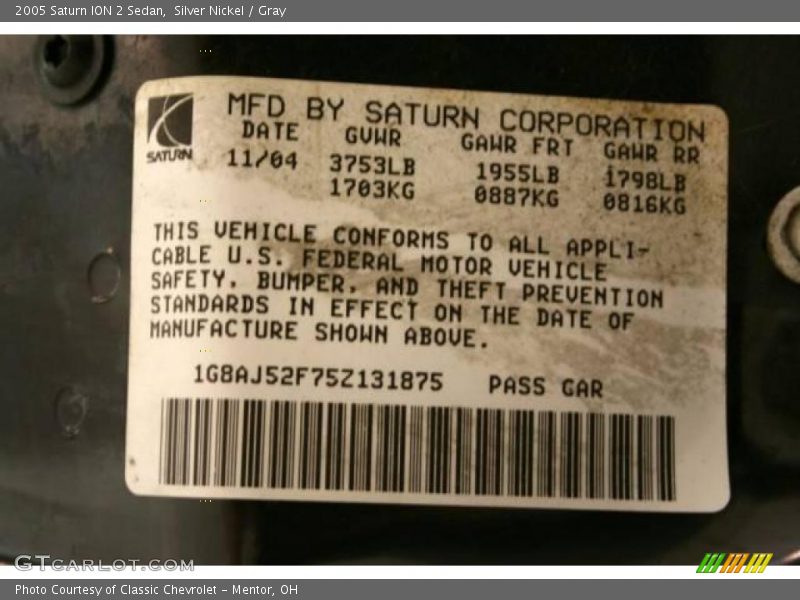 2005 Saturn ION 2 Sedan,  Silver Nickel / Gray
MFD BY SATURN CORPORATION
DATE GVWR GAWR FRT GAWR RR
SATURN
11/04 3753LB 1955LB 1798LB
1703KG 0887KG 0816KG
THIS VEHICLE CONFORMS TO ALL APPLI-
CABLE U.S. FEDERAL MOTOR VEHICLE
SAFETY, BUMPER, AND THEFT PREVENTION
STANDARDS IN EFFECT ON THE DATE OF
MANUFACTURE SHOWN ABOVE.
1G8AJ52F75Z131875 PASS CAR
GTCARLOT.COM
Photo Courtesy of Classic Chevrolet - Mentor, OH